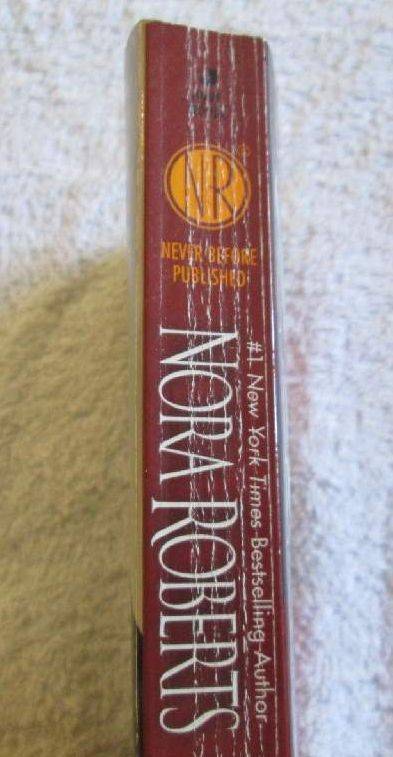 NR®
NEVER BEFORE
PUBLISHED
#1 New York Times Bestselling Author
NORA ROBERTS